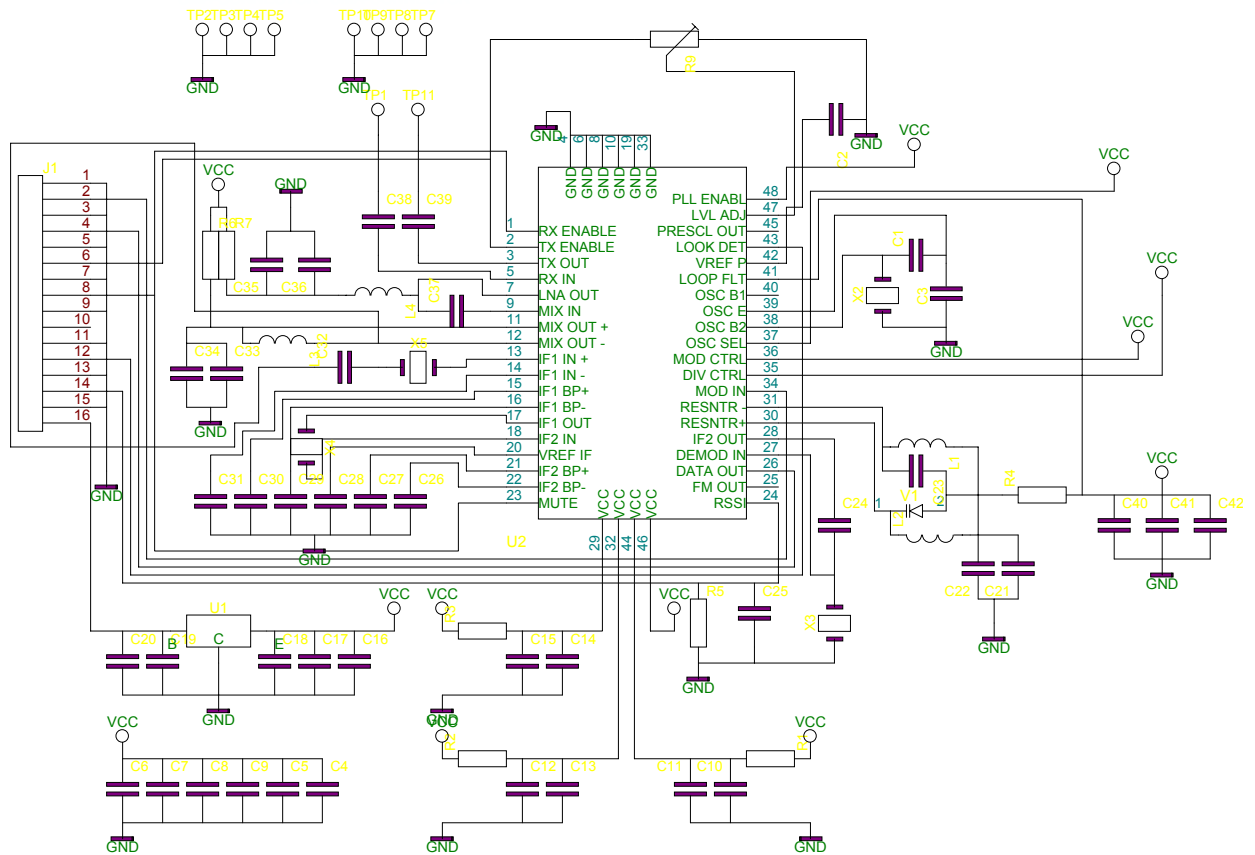 TP2 TP3 TP4 TP5 TP10 TP9 TP8 TP7
GND GND
R9
TP1 TP11
GND
4 6 8 10 19 33
GND GND GND GND GND GND
C2
GND
VCC
VCC
J1
1
2
3
4
5
6
7
8
9
10
11
12
13
14
15
16
GND
VCC
GND
R6 R7
C35 C36
C38 C39
L4
C37
C34 C33
L3
C32
X5
GND
X4
C31 C30 C29 C28 C27 C26
GND
1 RX ENABLE
2 TX ENABLE
3 TX OUT
5 RX IN
7 LNA OUT
9 MIX IN
11 MIX OUT +
12 MIX OUT -
13 IF1 IN +
14 IF1 IN -
15 IF1 BP+
16 IF1 BP-
17 IF1 OUT
18 IF2 IN
20 VREF IF
21 IF2 BP+
22 IF2 BP-
23 MUTE
PLL ENABL 48
LVL ADJ 47
PRESCL OUT 45
LOOK DET 43
VREF P 42
LOOP FLT 41
OSC B1 40
OSC E 39
OSC B2 38
OSC SEL 37
MOD CTRL 36
DIV CTRL 35
MOD IN 34
RESNTR - 31
RESNTR+ 30
IF2 OUT 28
DEMOD IN 27
DATA OUT 26
FM OUT 25
RSSI 24
VCC VCC VCC VCC
29 32 44 46
U2
C1
X2
C3
GND
VCC
VCC
L1
C23
1 V1 2
L2
R4
VCC
C40 C41 C42
GND
C24
C22 C21
GND
X3
R5
C25
GND
VCC
U1
B C E
C20 C19 C18 C17 C16
VCC
GND
VCC
R3
C15 C14
GND
VCC
C6 C7 C8 C9 C5 C4
GND
VCC
R2
C12 C13
GND
C11 C10
R1
VCC
GND